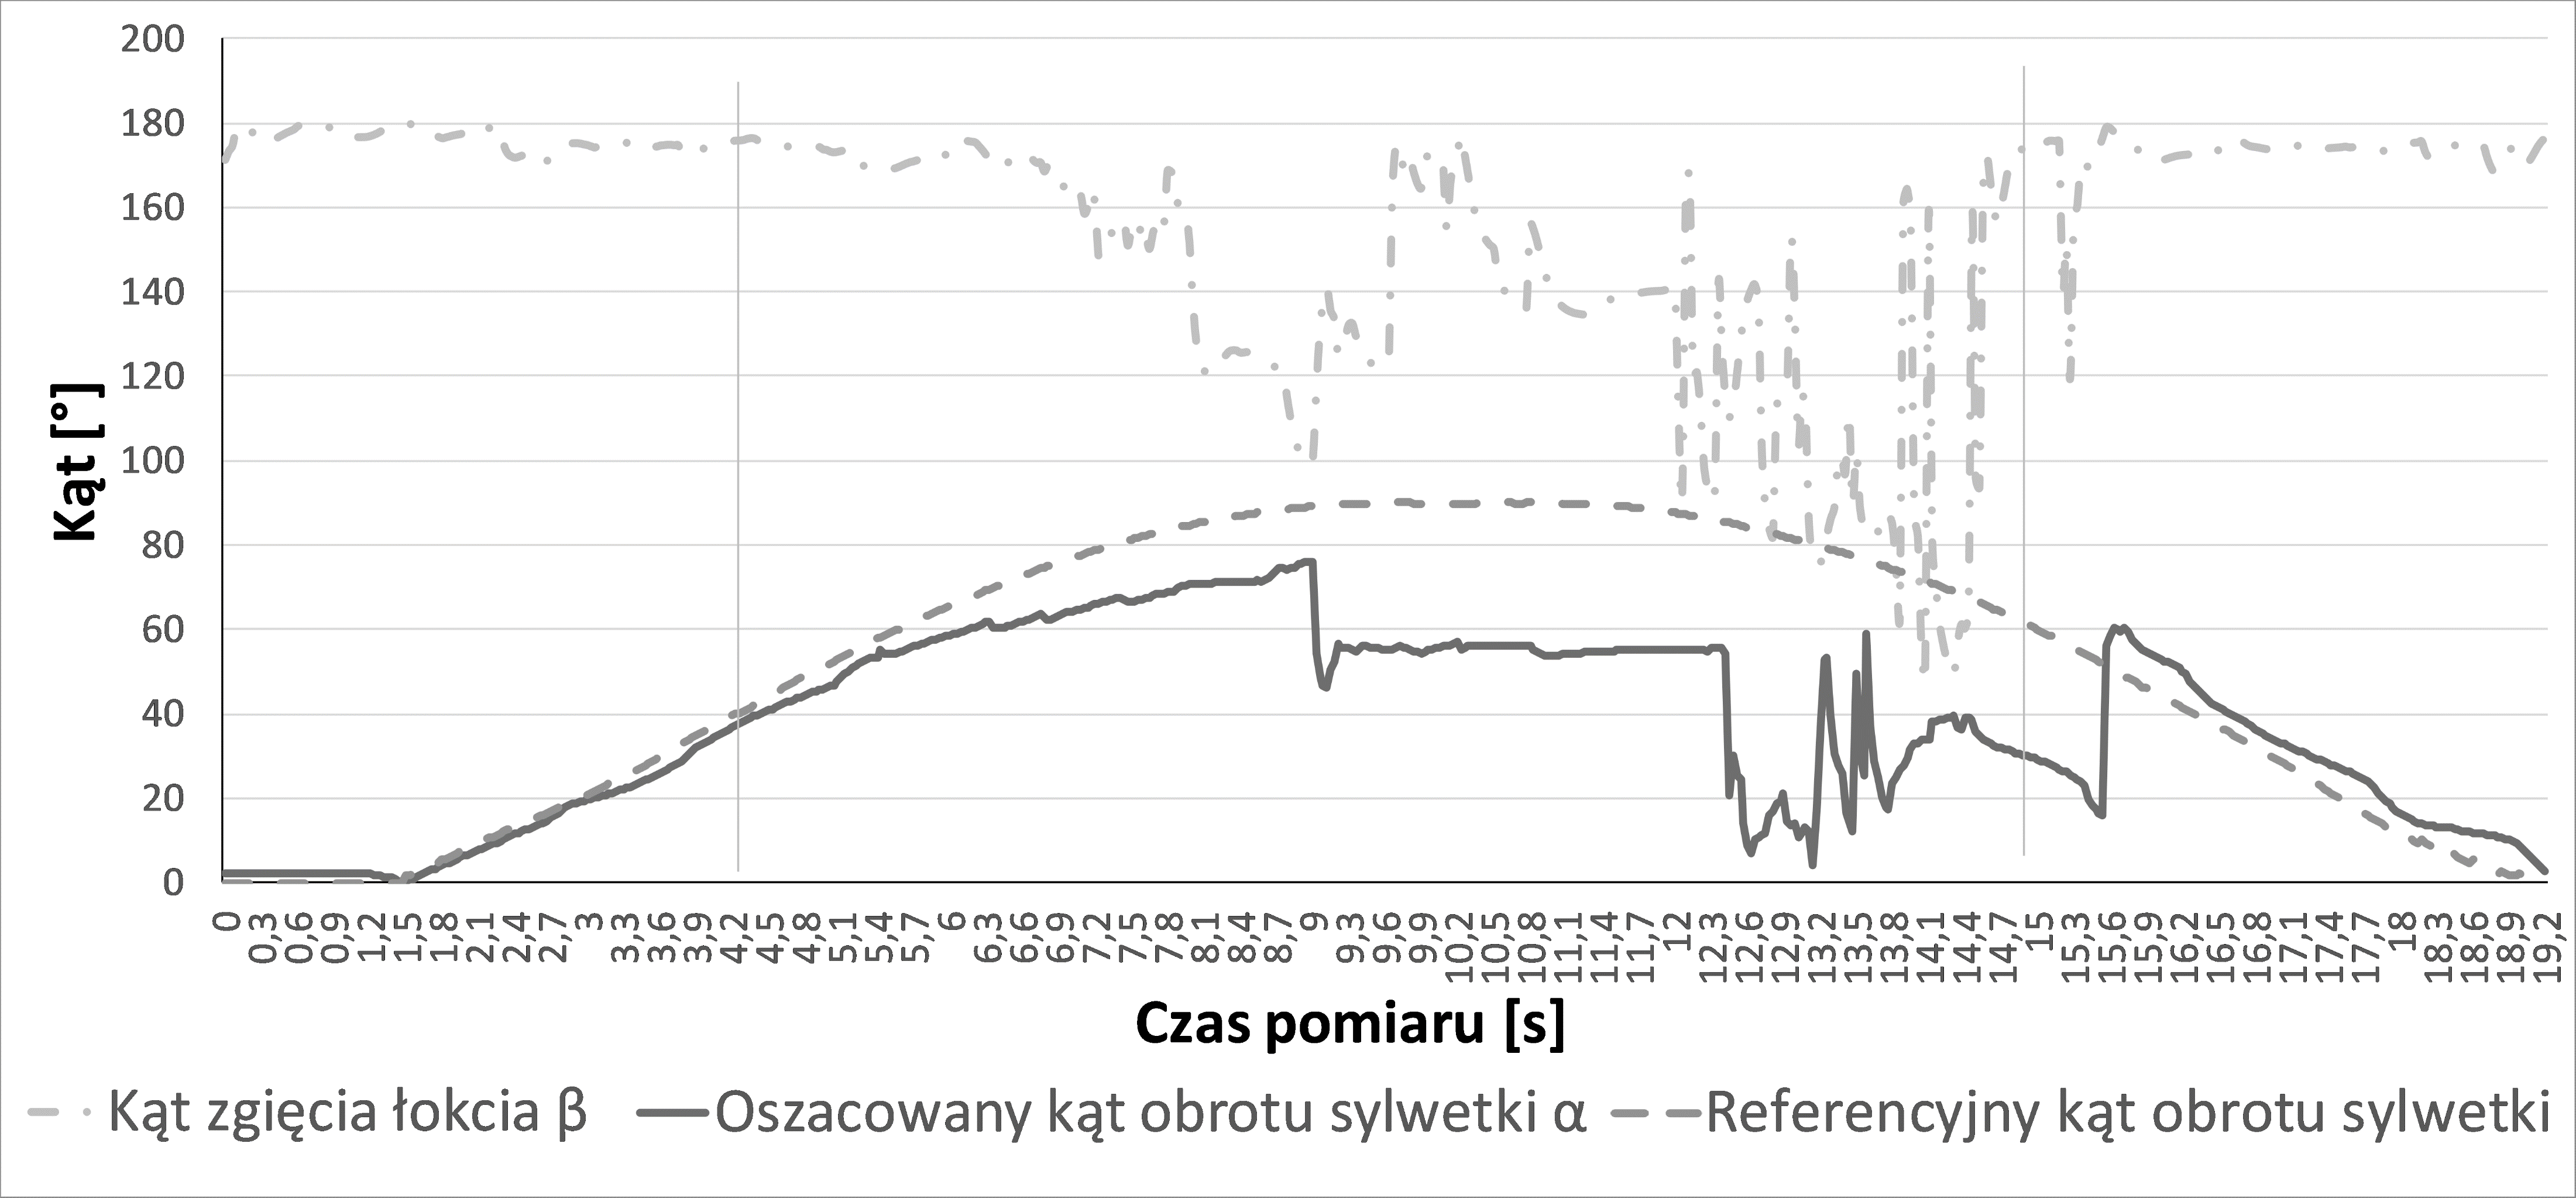 200
180
160
140
120
100
80
60
40
20
0
Kąt [°]
0 0,3 0,6 0,9 1,2 1,5 1,8 2,1 2,4 2,7 3 3,3 3,6 3,9 4,2 4,5 4,8 5,1 5,4 5,7 6 6,3 6,6 6,9 7,2 7,5 7,8 8,1 8,4 8,7 9 9,3 9,6 9,9 10,2 10,5 10,8 11,1 11,4 11,7 12 12,3 12,6 12,9 13,2 13,5 13,8 14,1 14,4 14,7 15 15,3 15,6 15,9 16,2 16,5 16,8 17,1 17,4 17,7 18 18,3 18,6 18,9 19,2
Czas pomiaru [s]
Kąt zgięcia łokcia β Oszacowany kąt obrotu sylwetki α Referencyjny kąt obrotu sylwetki